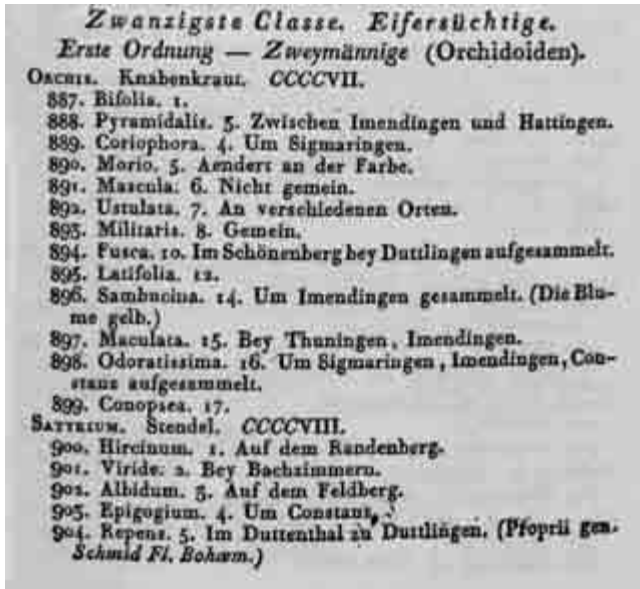 Zwanzigste Classe. Eifersüchtige.
Erste Ordnung — Zweymännige (Orchidoiden).
ORCHIS. Knabenkraut. CCCCVII.
887. Bifolia. 1.
888. Pyramidalis. 3. Zwischen Imendingen und Hattingen.
889. Coriophora. 4. Um Sigmaringen.
890. Morio. 5. Aendert an der Farbe.
891. Mascula. 6. Nicht gemein.
892. Ustulata. 7. An verschiedenen Orten.
893. Militaris. 8. Gemein.
894. Fusca. 10. Im Schönenberg bey Duttlingen aufgesammelt.
895. Latifolia. 12.
896. Sambucina. 14. Um Imendingen gesammelt. (Die Blu-
me gelb.)
897. Maculata. 15. Bey Thuningen, Imendingen.
898. Odoratissima. 16. Um Sigmaringen, Imendingen, Con-
stanz aufgesammelt.
899. Conopsea. 17.
SATYRIUM. Stendel. CCCCVIII.
900. Hircinum. 1. Auf dem Randenberg.
901. Viride. 2. Bey Bachzimmern.
902. Albidum. 3. Auf dem Feldberg.
903. Epigogium. 4. Um Constanz.
904. Repens. 5. Im Duttenthal zu Duttlingen. (Proprii gen.
Schmid Fl. Bohœm.)